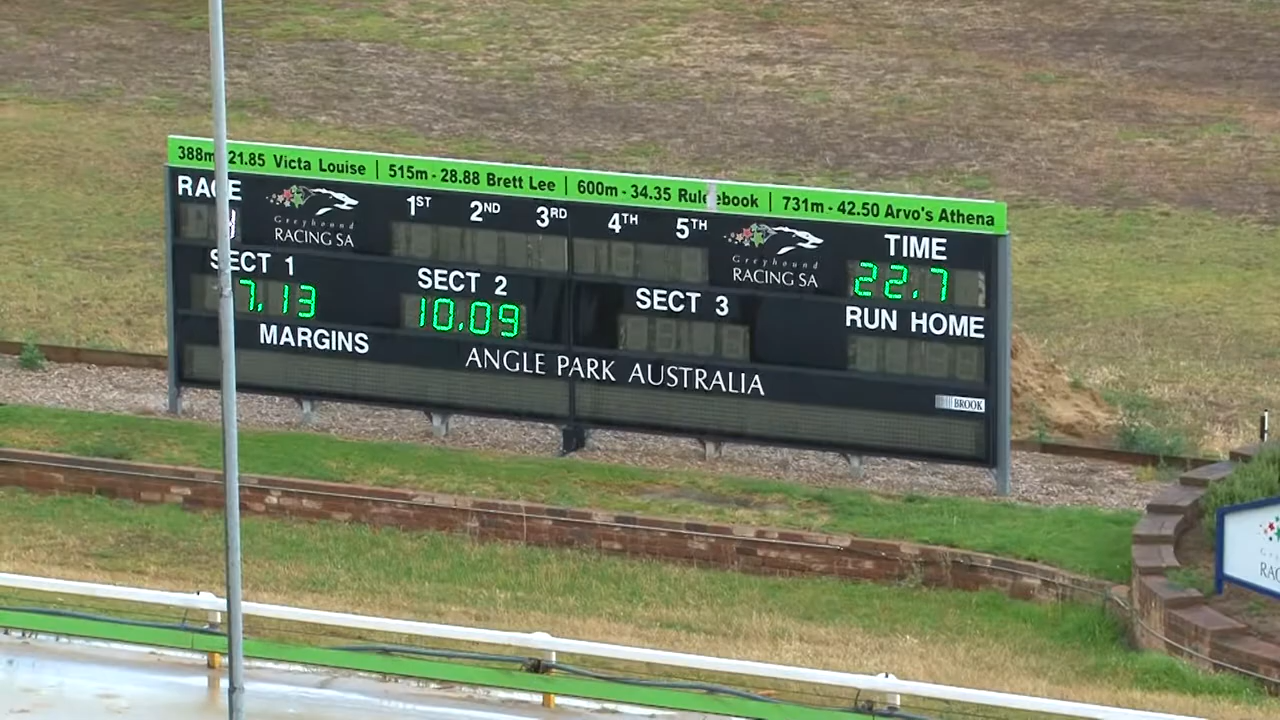 388m - 21.85 Victa Louise | 515m - 28.88 Brett Lee | 600m - 34.35 Rulebook | 731m - 42.50 Arvo's Athena
RACE
Greyhound
RACING SA
1ST 2ND 3RD 4TH 5TH
Greyhound
RACING SA
TIME
22.7
SECT 1
7.13
SECT 2
10.09
SECT 3
RUN HOME
MARGINS
ANGLE PARK AUSTRALIA
BROOK